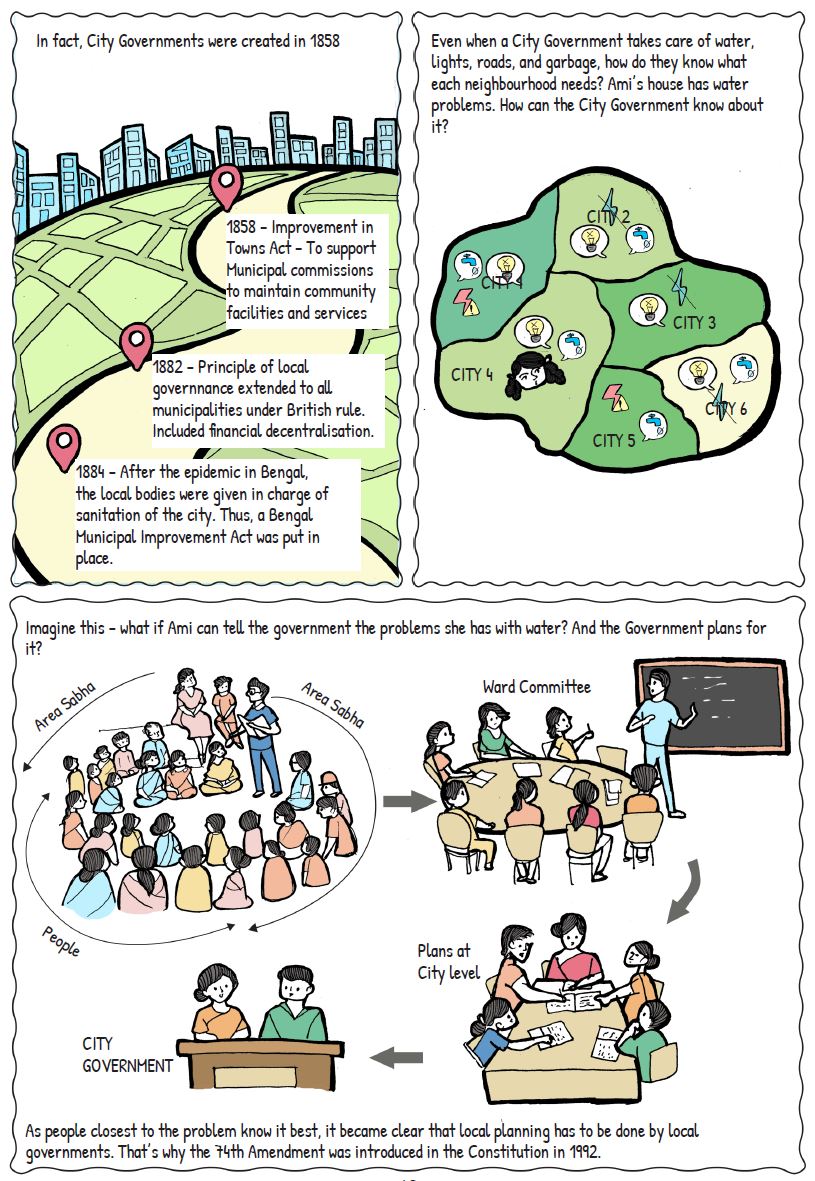 In fact, City Governments were created in 1858
1858 – Improvement in
Towns Act – To support
Municipal commissions
to maintain community
facilities and services
1882 – Principle of local
governnance extended to all
municipalities under British rule.
Included financial decentralisation.
1884 – After the epidemic in Bengal,
the local bodies were given in charge of
sanitation of the city. Thus, a Bengal
Municipal Improvement Act was put in
place.
Even when a City Government takes care of water,
lights, roads, and garbage, how do they know what
each neighbourhood needs? Ami's house has water
problems. How can the City Government know about
it?
CITY 2
CITY 1
CITY 3
CITY 4
CITY 6
CITY 5
Imagine this – what if Ami can tell the government the problems she has with water? And the Government plans for
it?
Area Sabha
Area Sabha
People
Ward Committee
Plans at
City level
CITY
GOVERNMENT
As people closest to the problem know it best, it became clear that local planning has to be done by local
governments. That's why the 74th Amendment was introduced in the Constitution in 1992.